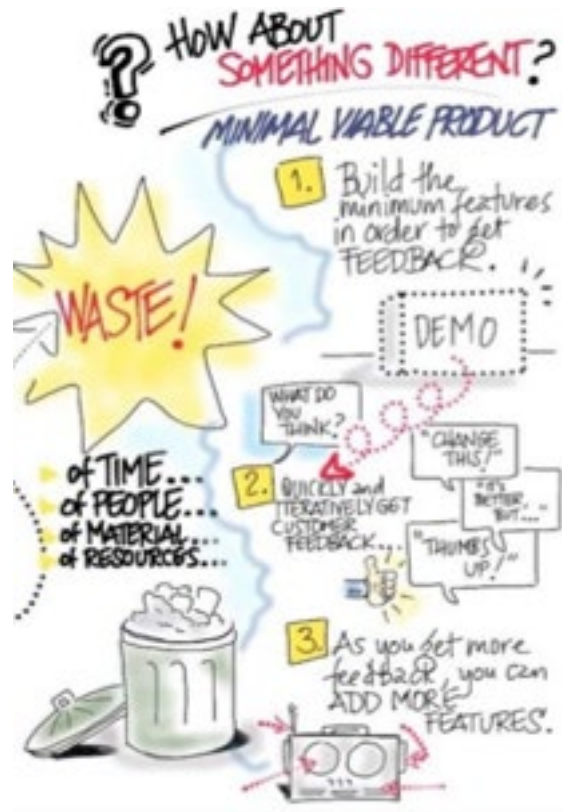 ?
HOW ABOUT
SOMETHING DIFFERENT?
MINIMAL VIABLE PRODUCT
WASTE!
of TIME...
of PEOPLE...
of MATERIAL...
of RESOURCES...
1. Build the
minimum features
in order to get
FEEDBACK.
DEMO
WHAT DO
YOU
THINK?
2. QUICKLY and
ITERATIVELY GET
CUSTOMER
FEEDBACK...
"CHANGE
THIS!"
"IT'S
BETTER
BUT..."
"THUMBS
UP!"
3. As you get more
feedback, you can
ADD MORE
FEATURES.